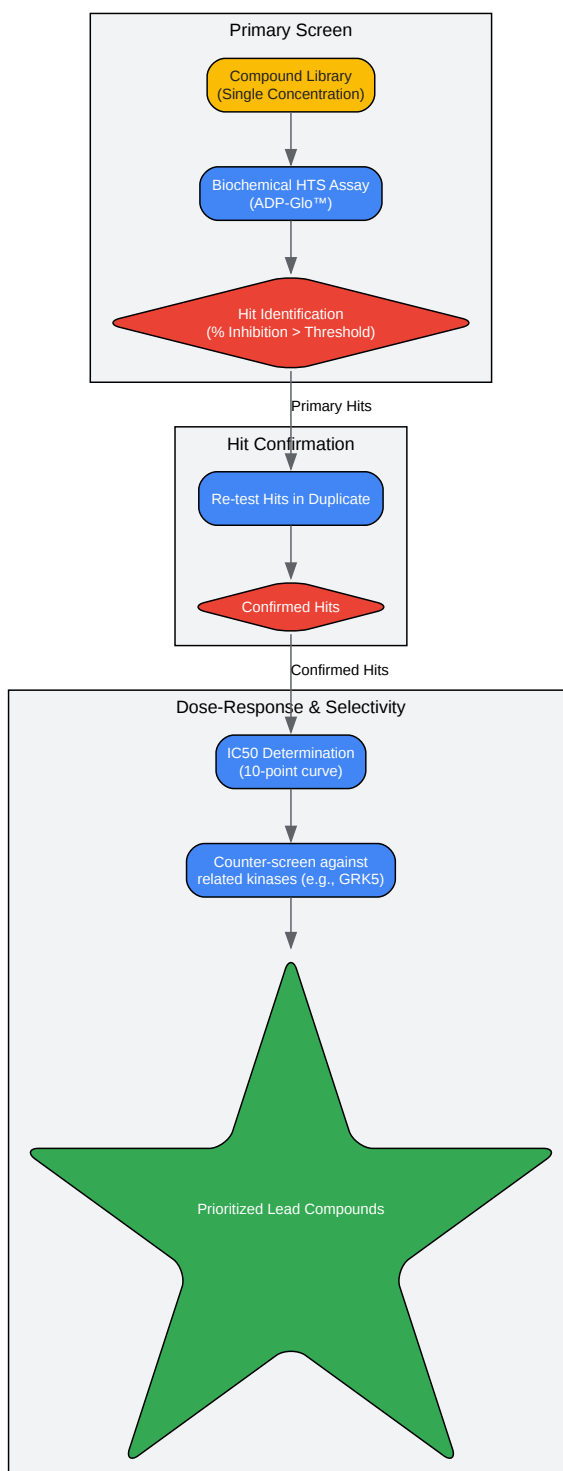 Primary Screen
Compound Library
(Single Concentration)
Biochemical HTS Assay
(ADP-Glo™)
Hit Identification
(% Inhibition > Threshold)
Primary Hits
Hit Confirmation
Re-test Hits in Duplicate
Confirmed Hits
Confirmed Hits
Dose-Response & Selectivity
IC50 Determination
(10-point curve)
Counter-screen against
related kinases (e.g., GRK5)
Prioritized Lead Compounds